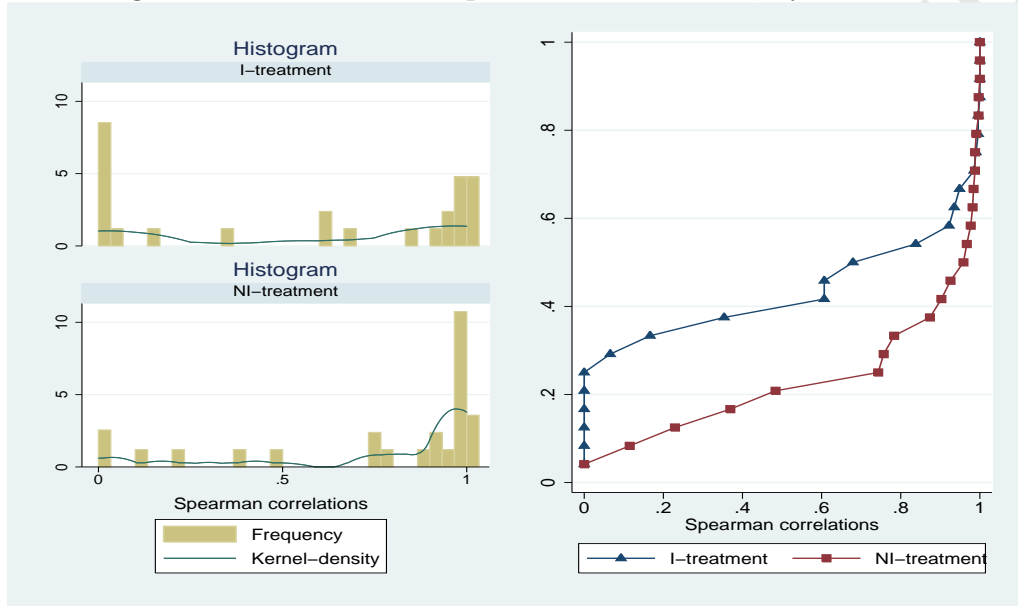 Histogram
I−treatment
10
5
0
Histogram
NI−treatment
10
5
0
0 .5 1
Spearman correlations
Frequency
Kernel−density
1
.8
.6
.4
.2
0
0 .2 .4 .6 .8 1
Spearman correlations
I−treatment NI−treatment